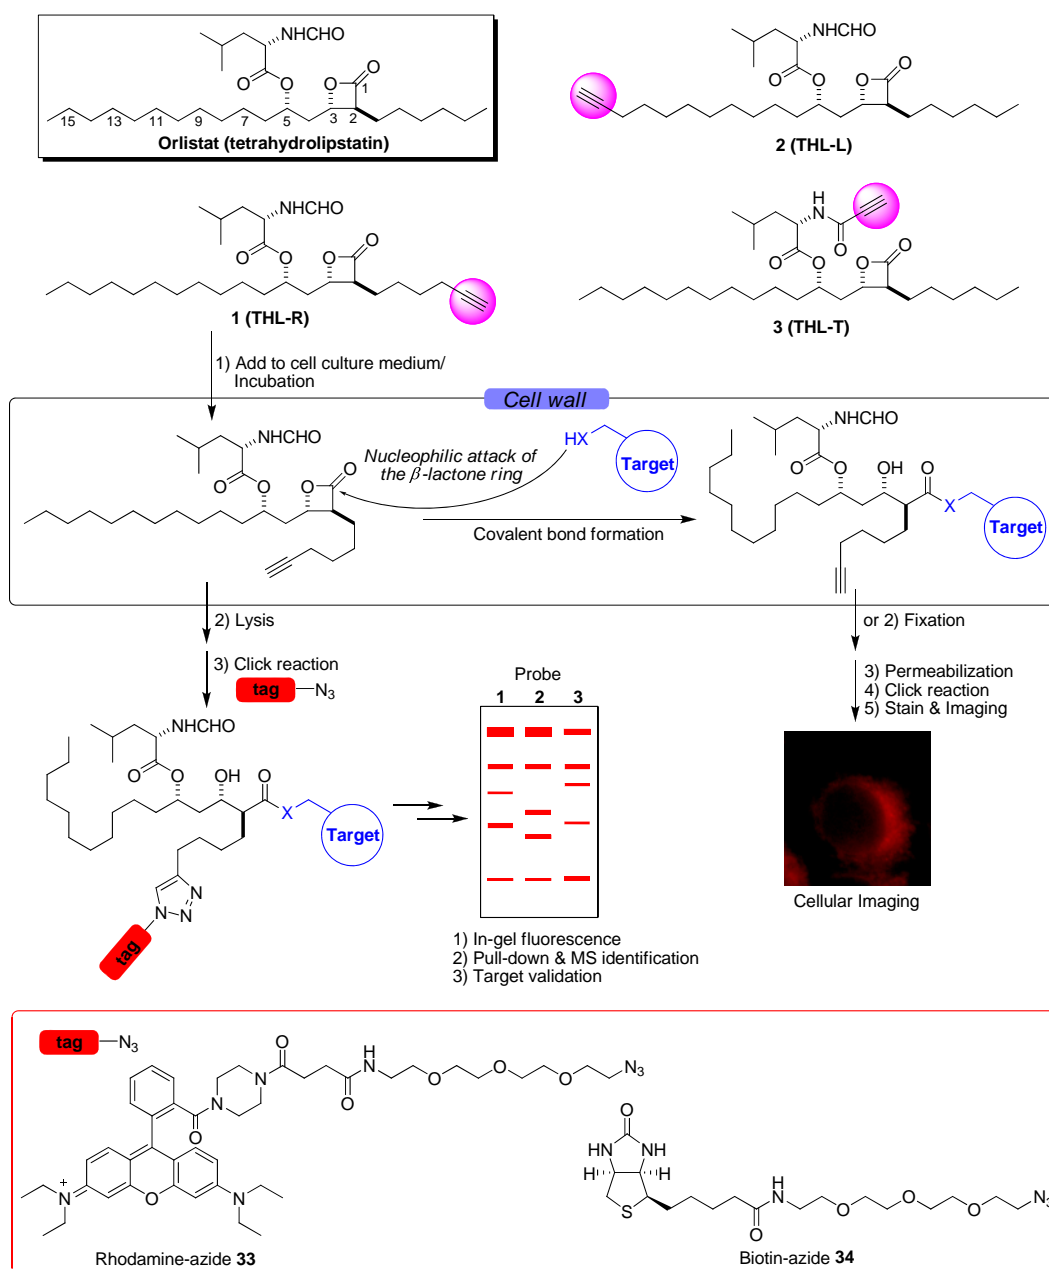 NHCHO
O
O
O
O
1
2
3
5
7
9
11
13
15
Orlistat (tetrahydrolipstatin)
NHCHO
O
O
O
O
2 (THL-L)
NHCHO
O
O
O
O
1 (THL-R)
H
N
O
O
O
O
O
3 (THL-T)
1) Add to cell culture medium/
Incubation
Cell wall
NHCHO
O
O
O
O
Nucleophilic attack of
the β-lactone ring
HX
Target
Covalent bond formation
NHCHO
O
O
OH
O
X
Target
2) Lysis
3) Click reaction
tag
N3
or 2) Fixation
3) Permeabilization
4) Click reaction
5) Stain & Imaging
NHCHO
O
O
OH
O
X
Target
N
N
N
tag
Probe
1 2 3
1) In-gel fluorescence
2) Pull-down & MS identification
3) Target validation
Cellular Imaging
tag
N3
O
N
N
O
H
N
O
O
O
O
N3
N
+
O
N
Rhodamine-azide 33
O
HN
NH
H
H
S
O
H
N
O
O
O
N3
Biotin-azide 34